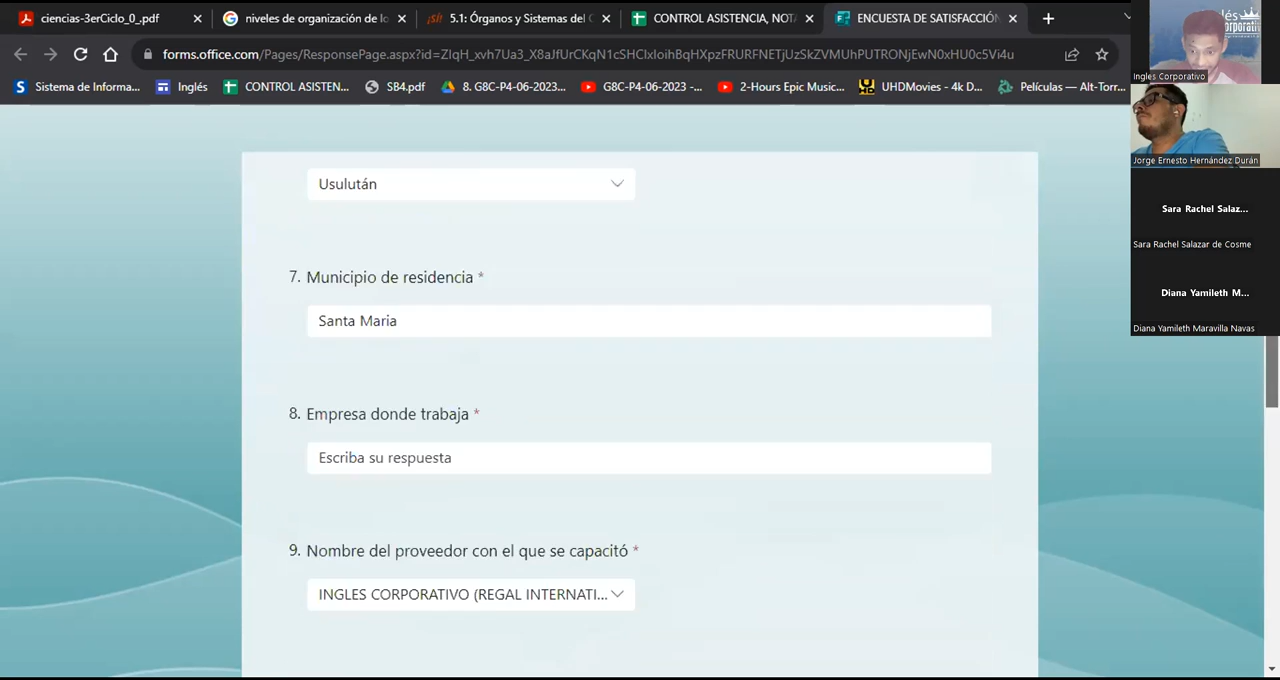 ciencias-3erCiclo_0_.pdf
niveles de organización de lo
5.1: Órganos y Sistemas del C
CONTROL ASISTENCIA, NOTA
ENCUESTA DE SATISFACCIÓN
forms.office.com/Pages/ResponsePage.aspx?id=ZIqH_xvh7Ua3_X8aJfUrCKqN1cSHCIxIoihBqHXpzFRURFNETjUzSkZVMUhPUTRONjEwN0xHU0c5Vi4u
Sistema de Informa...
Inglés
CONTROL ASISTEN...
SB4.pdf
8. G8C-P4-06-2023...
G8C-P4-06-2023 -...
2-Hours Epic Music...
UHDMovies - 4k D...
Películas — Alt-Torr...
Ingles Corporativo
Jorge Ernesto Hernández Durán
Sara Rachel Salaz...
Sara Rachel Salazar de Cosme
Diana Yamileth M...
Diana Yamileth Maravilla Navas
Usulután
7. Municipio de residencia *
Santa Maria
8. Empresa donde trabaja *
Escriba su respuesta
9. Nombre del proveedor con el que se capacitó *
INGLES CORPORATIVO (REGAL INTERNATI...